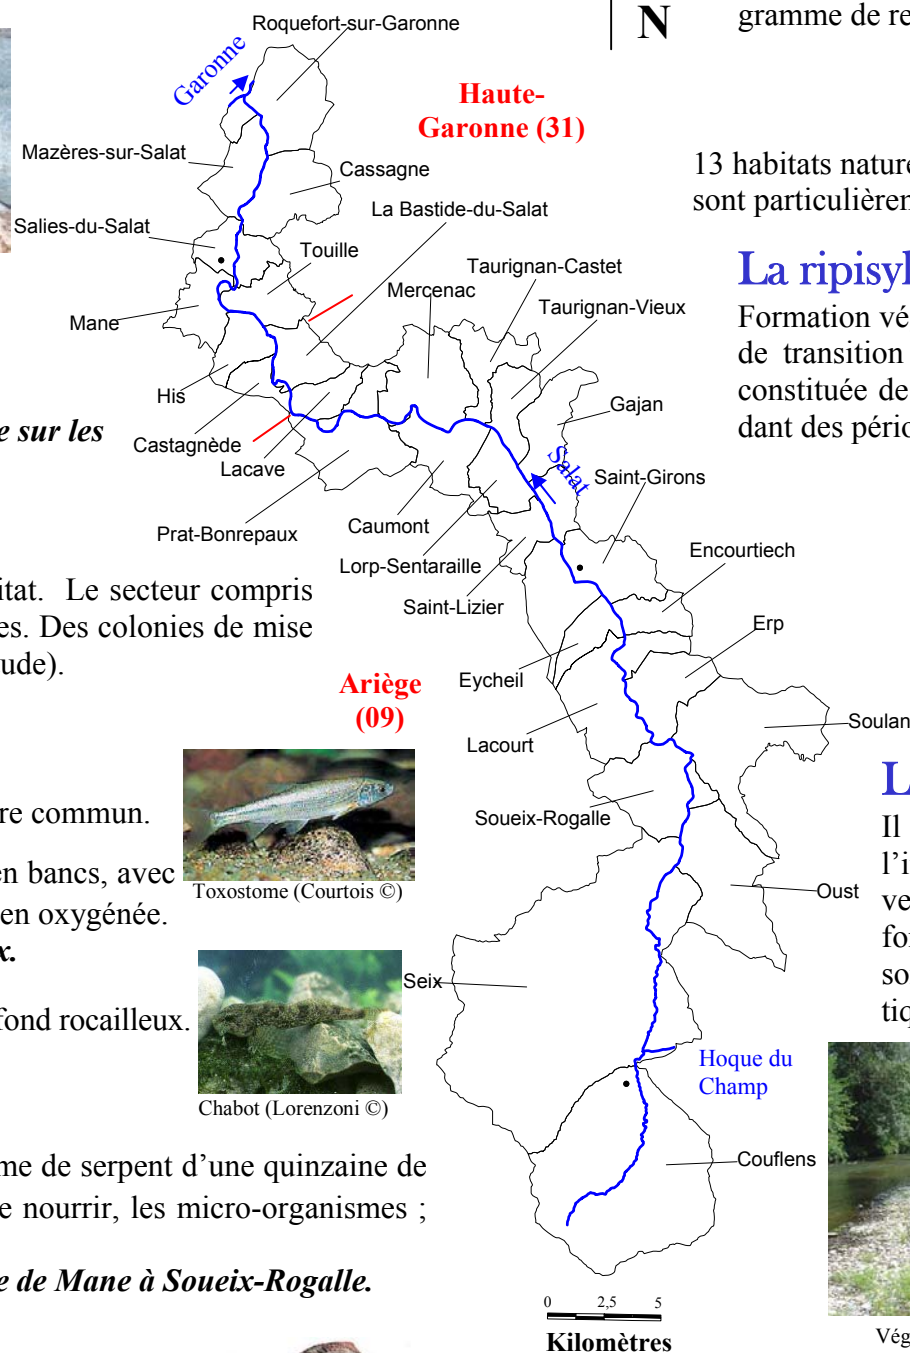 N
gramme de re
Roquefort-sur-Garonne
Garonne
Haute-
Garonne (31)
Mazères-sur-Salat
Cassagne
13 habitats nature
sont particulièrem
La Bastide-du-Salat
Salies-du-Salat
Touille
Taurignan-Castet
Mercenac
Taurignan-Vieux
Mane
La ripisyl
Formation vé
de transition
constituée de
dant des pério
His
Gajan
e sur les
Castagnède
Lacave
Salat
Saint-Girons
Prat-Bonrepaux
Caumont
Lorp-Sentaraille
Encourtiech
Saint-Lizier
itat. Le secteur compris
es. Des colonies de mise
ude).
Erp
Eycheil
Ariège
(09)
Soulan
Lacourt
Soueix-Rogalle
L
Il
l’i
ve
for
so
tiq
re commun.
en bancs, avec
en oxygénée.
x.
Toxostome (Courtois ©)
Oust
Seix
fond rocailleux.
Hoque du
Champ
Chabot (Lorenzoni ©)
Couflens
me de serpent d’une quinzaine de
e nourrir, les micro-organismes ;
e de Mane à Soueix-Rogalle.
0 2,5 5
Kilomètres
Vég